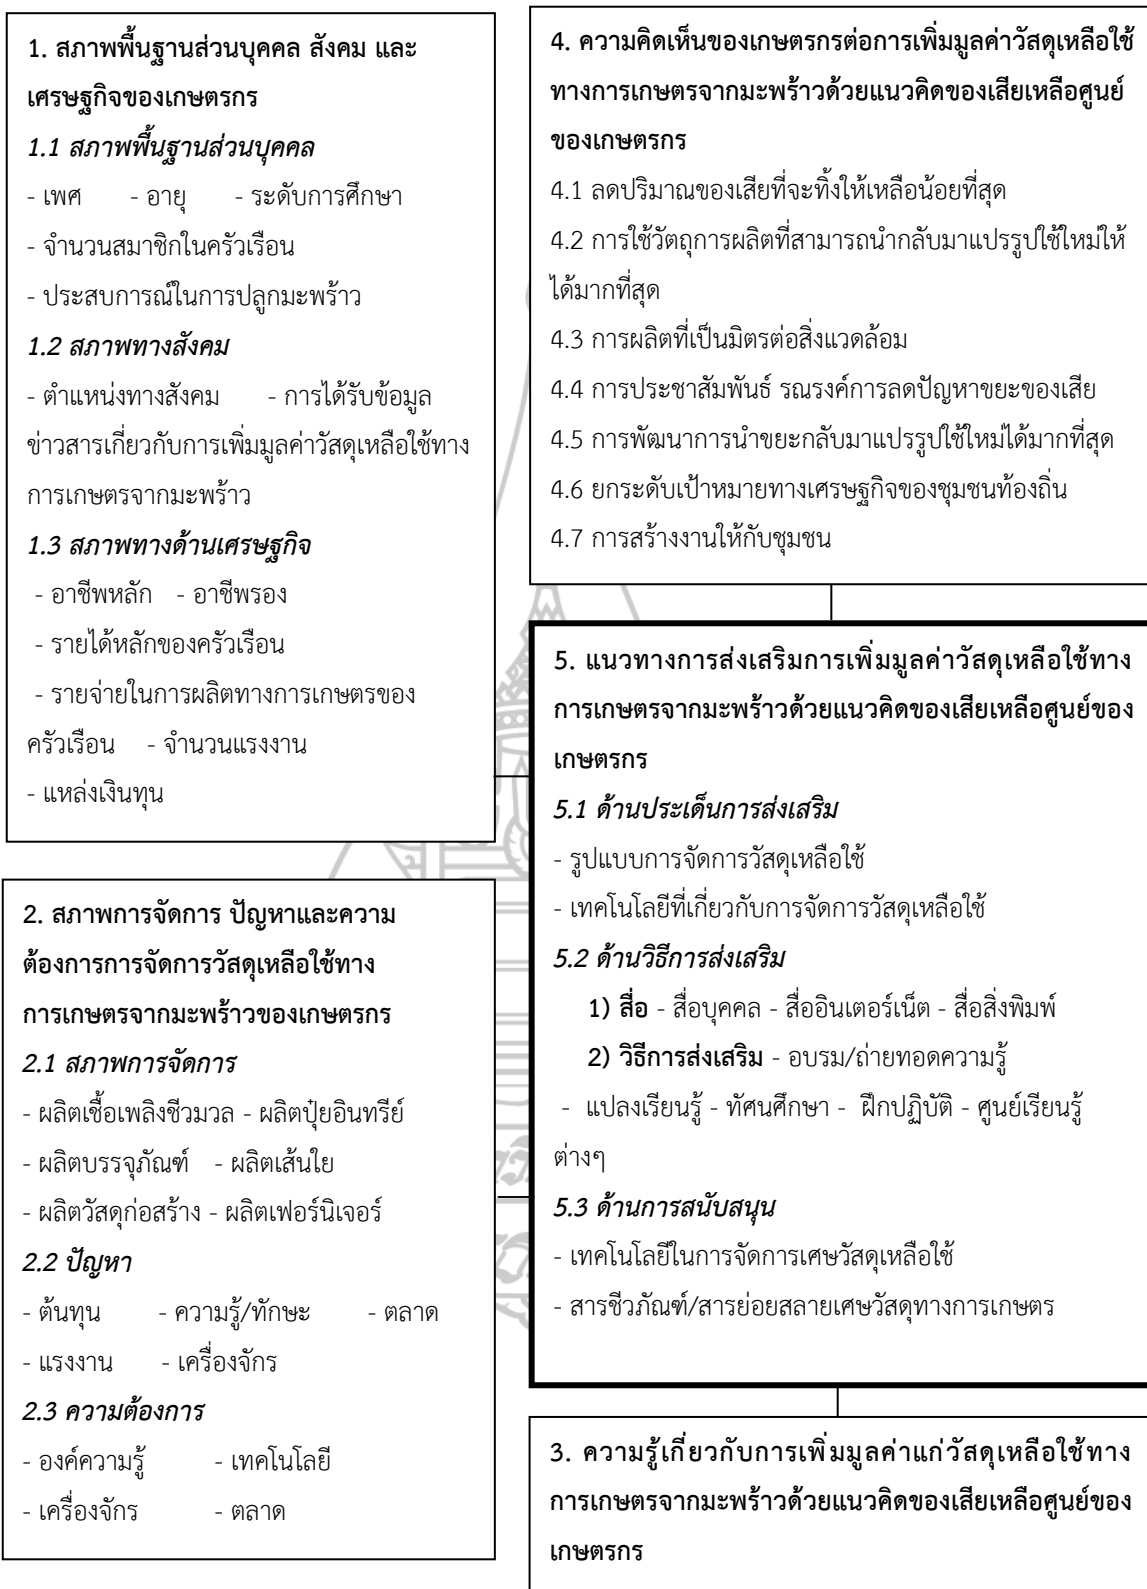 1. สภาพพื้นฐานส่วนบุคคล สังคม และ
เศรษฐกิจของเกษตรกร
1.1 สภาพพื้นฐานส่วนบุคคล
- เพศ - อายุ - ระดับการศึกษา
- จำนวนสมาชิกในครัวเรือน
- ประสบการณ์ในการปลูกมะพร้าว
1.2 สภาพทางสังคม
- ตำแหน่งทางสังคม - การได้รับข้อมูล
ข่าวสารเกี่ยวกับการเพิ่มมูลค่าวัสดุเหลือใช้ทาง
การเกษตรจากมะพร้าว
1.3 สภาพทางด้านเศรษฐกิจ
- อาชีพหลัก - อาชีพรอง
- รายได้หลักของครัวเรือน
- รายจ่ายในการผลิตทางการเกษตรของ
ครัวเรือน - จำนวนแรงงาน
- แหล่งเงินทุน
2. สภาพการจัดการ ปัญหาและความ
ต้องการการจัดการวัสดุเหลือใช้ทาง
การเกษตรจากมะพร้าวของเกษตรกร
2.1 สภาพการจัดการ
- ผลิตเชื้อเพลิงชีวมวล - ผลิตปุ๋ยอินทรีย์
- ผลิตบรรจุภัณฑ์ - ผลิตเส้นใย
- ผลิตวัสดุก่อสร้าง - ผลิตเฟอร์นิเจอร์
2.2 ปัญหา
- ต้นทุน - ความรู้/ทักษะ - ตลาด
- แรงงาน - เครื่องจักร
2.3 ความต้องการ
- องค์ความรู้ - เทคโนโลยี
- เครื่องจักร - ตลาด
4. ความคิดเห็นของเกษตรกรต่อการเพิ่มมูลค่าวัสดุเหลือใช้
ทางการเกษตรจากมะพร้าวด้วยแนวคิดของเสียเหลือศูนย์
ของเกษตรกร
4.1 ลดปริมาณของเสียที่จะทิ้งให้เหลือน้อยที่สุด
4.2 การใช้วัตถุการผลิตที่สามารถนำกลับมาแปรรูปใช้ใหม่ให้
ได้มากที่สุด
4.3 การผลิตที่เป็นมิตรต่อสิ่งแวดล้อม
4.4 การประชาสัมพันธ์ รณรงค์การลดปัญหาขยะของเสีย
4.5 การพัฒนาการนำขยะกลับมาแปรรูปใช้ใหม่ได้มากที่สุด
4.6 ยกระดับเป้าหมายทางเศรษฐกิจของชุมชนท้องถิ่น
4.7 การสร้างงานให้กับชุมชน
5. แนวทางการส่งเสริมการเพิ่มมูลค่าวัสดุเหลือใช้ทาง
การเกษตรจากมะพร้าวด้วยแนวคิดของเสียเหลือศูนย์ของ
เกษตรกร
5.1 ด้านประเด็นการส่งเสริม
- รูปแบบการจัดการวัสดุเหลือใช้
- เทคโนโลยีที่เกี่ยวกับการจัดการวัสดุเหลือใช้
5.2 ด้านวิธีการส่งเสริม
1) สื่อ - สื่อบุคคล - สื่ออินเตอร์เน็ต - สื่อสิ่งพิมพ์
2) วิธีการส่งเสริม - อบรม/ถ่ายทอดความรู้
- แปลงเรียนรู้ - ทัศนศึกษา - ฝึกปฏิบัติ - ศูนย์เรียนรู้
ต่างๆ
5.3 ด้านการสนับสนุน
- เทคโนโลยีในการจัดการเศษวัสดุเหลือใช้
- สารชีวภัณฑ์/สารย่อยสลายเศษวัสดุทางการเกษตร
3. ความรู้เกี่ยวกับการเพิ่มมูลค่าแก่วัสดุเหลือใช้ทาง
การเกษตรจากมะพร้าวด้วยแนวคิดของเสียเหลือศูนย์ของ
เกษตรกร